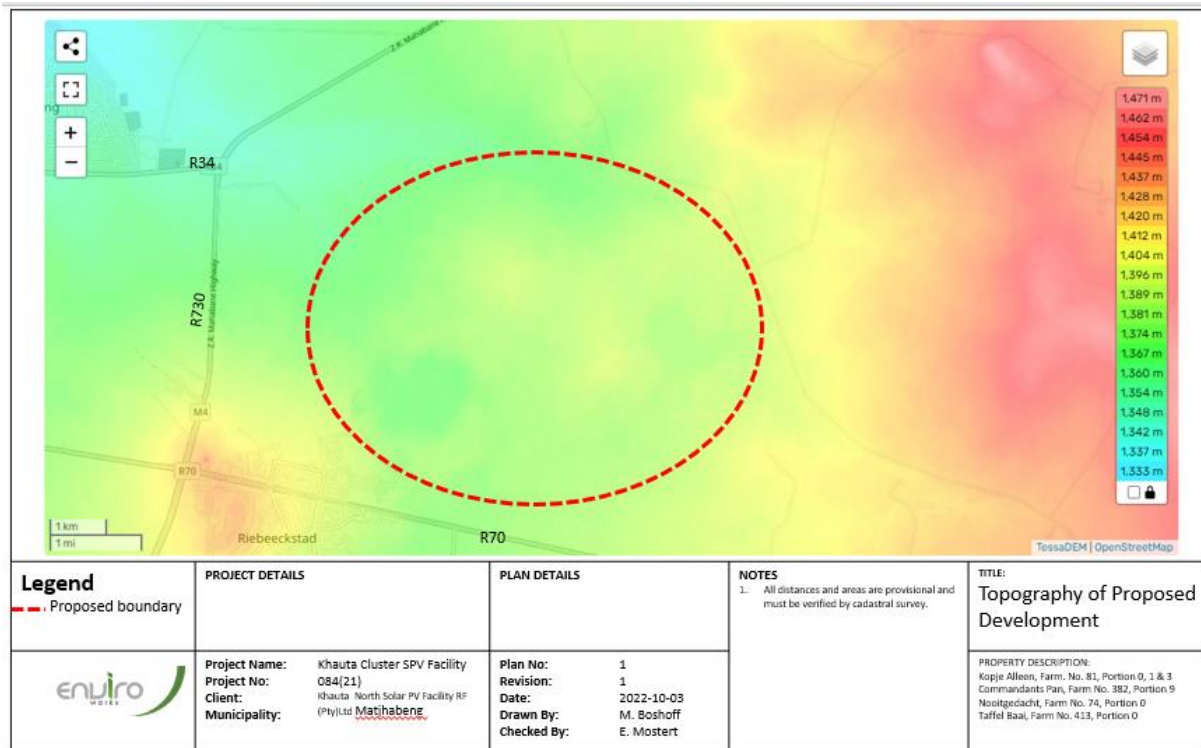 Z.R. Mahabane
ng
+
−
R34
R730
Z.R. Mahabane Highway
M4
R70
Riebeeckstad
R70
1 km
1 mi
1,471 m
1,462 m
1,454 m
1,445 m
1,437 m
1,428 m
1,420 m
1,412 m
1,404 m
1,396 m
1,389 m
1,381 m
1,374 m
1,367 m
1,360 m
1,354 m
1,348 m
1,342 m
1,337 m
1,333 m
TessaDEM | OpenStreetMap
Legend
Proposed boundary
PROJECT DETAILS
PLAN DETAILS
NOTES
1. All distances and areas are provisional and
must be verified by cadastral survey.
TITLE:
Topography of Proposed
Development
enviro
works
Project Name: Khauta Cluster SPV Facility
Project No: 084(21)
Client: Khauta North Solar PV Facility RF
Municipality: (Pty)Ltd Matjhabeng
Plan No: 1
Revision: 1
Date: 2022-10-03
Drawn By: M. Boshoff
Checked By: E. Mostert
PROPERTY DESCRIPTION:
Kopje Alleen, Farm. No. 81, Portion 0, 1 & 3
Commandants Pan, Farm No. 382, Portion 9
Nooitgedacht, Farm No. 74, Portion 0
Taffel Baai, Farm No. 413, Portion 0